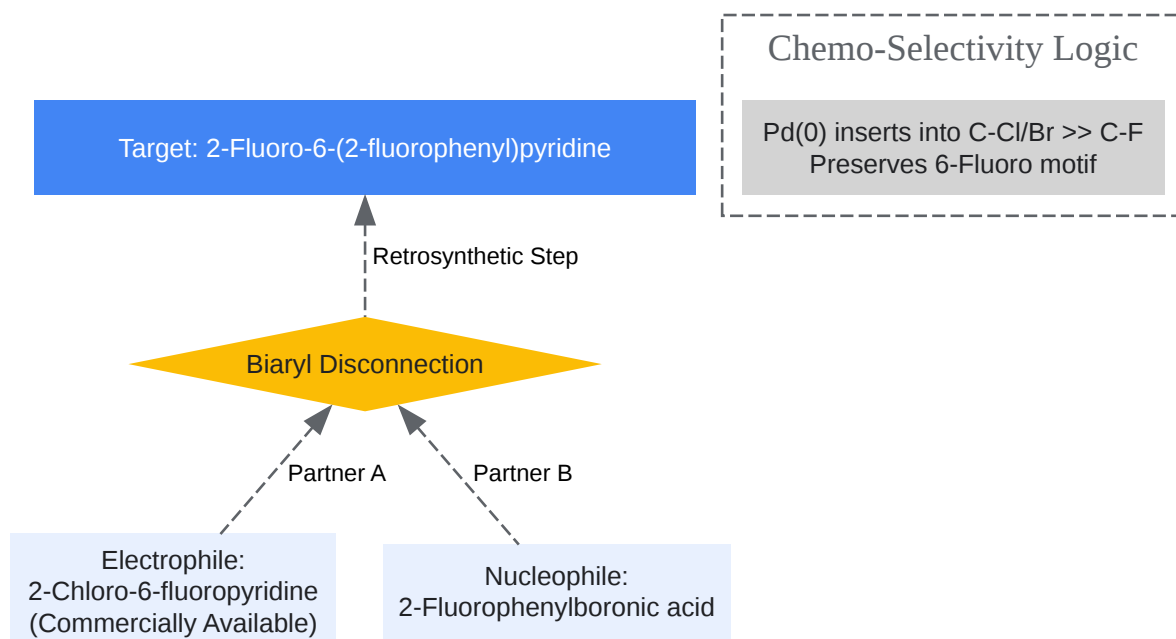 Chemo-Selectivity Logic
Target: 2-Fluoro-6-(2-fluorophenyl)pyridine
Pd(0) inserts into C-Cl/Br >> C-F
Preserves 6-Fluoro motif
Retrosynthetic Step
Biaryl Disconnection
Partner A
Partner B
Electrophile:
2-Chloro-6-fluoropyridine
(Commercially Available)
Nucleophile:
2-Fluorophenylboronic acid